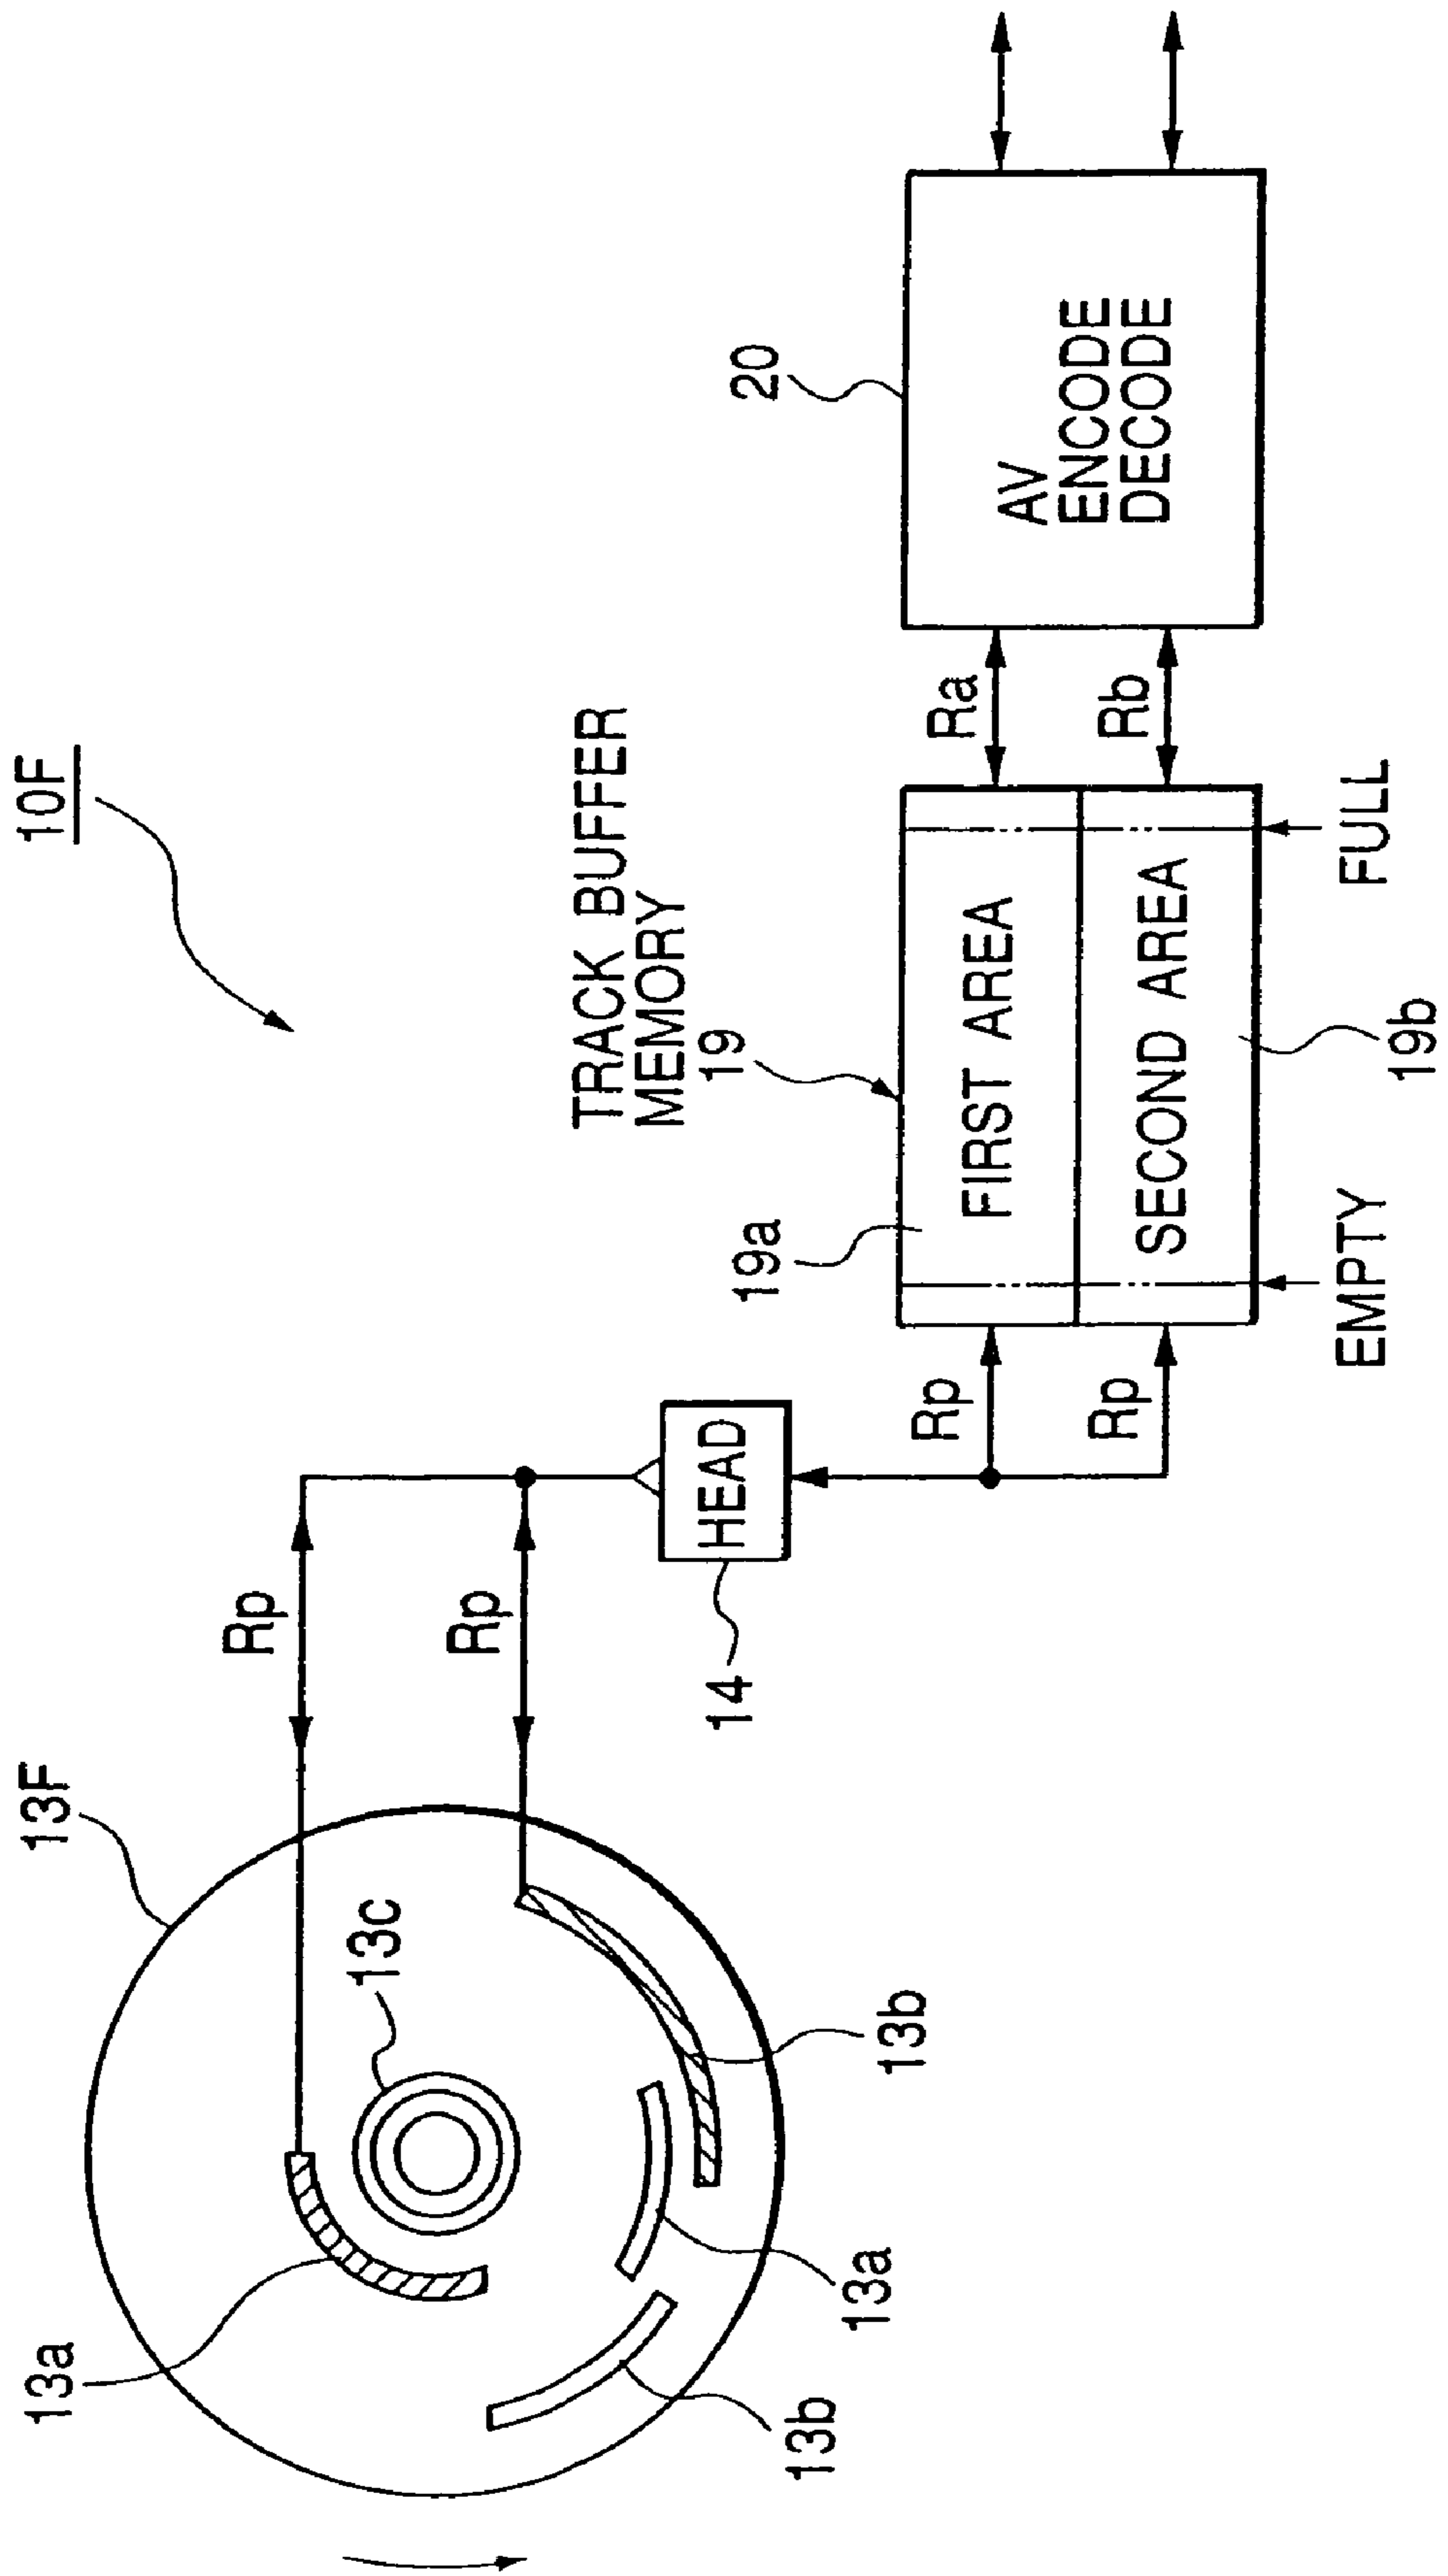 10F
13F
13c
13a
13b
13a
13b
Rp
Rp
HEAD
14
Rp
Rp
TRACK BUFFER
MEMORY
19
19a
FIRST AREA
SECOND AREA
19b
EMPTY
FULL
Ra
Rb
20
AV
ENCODE
DECODE